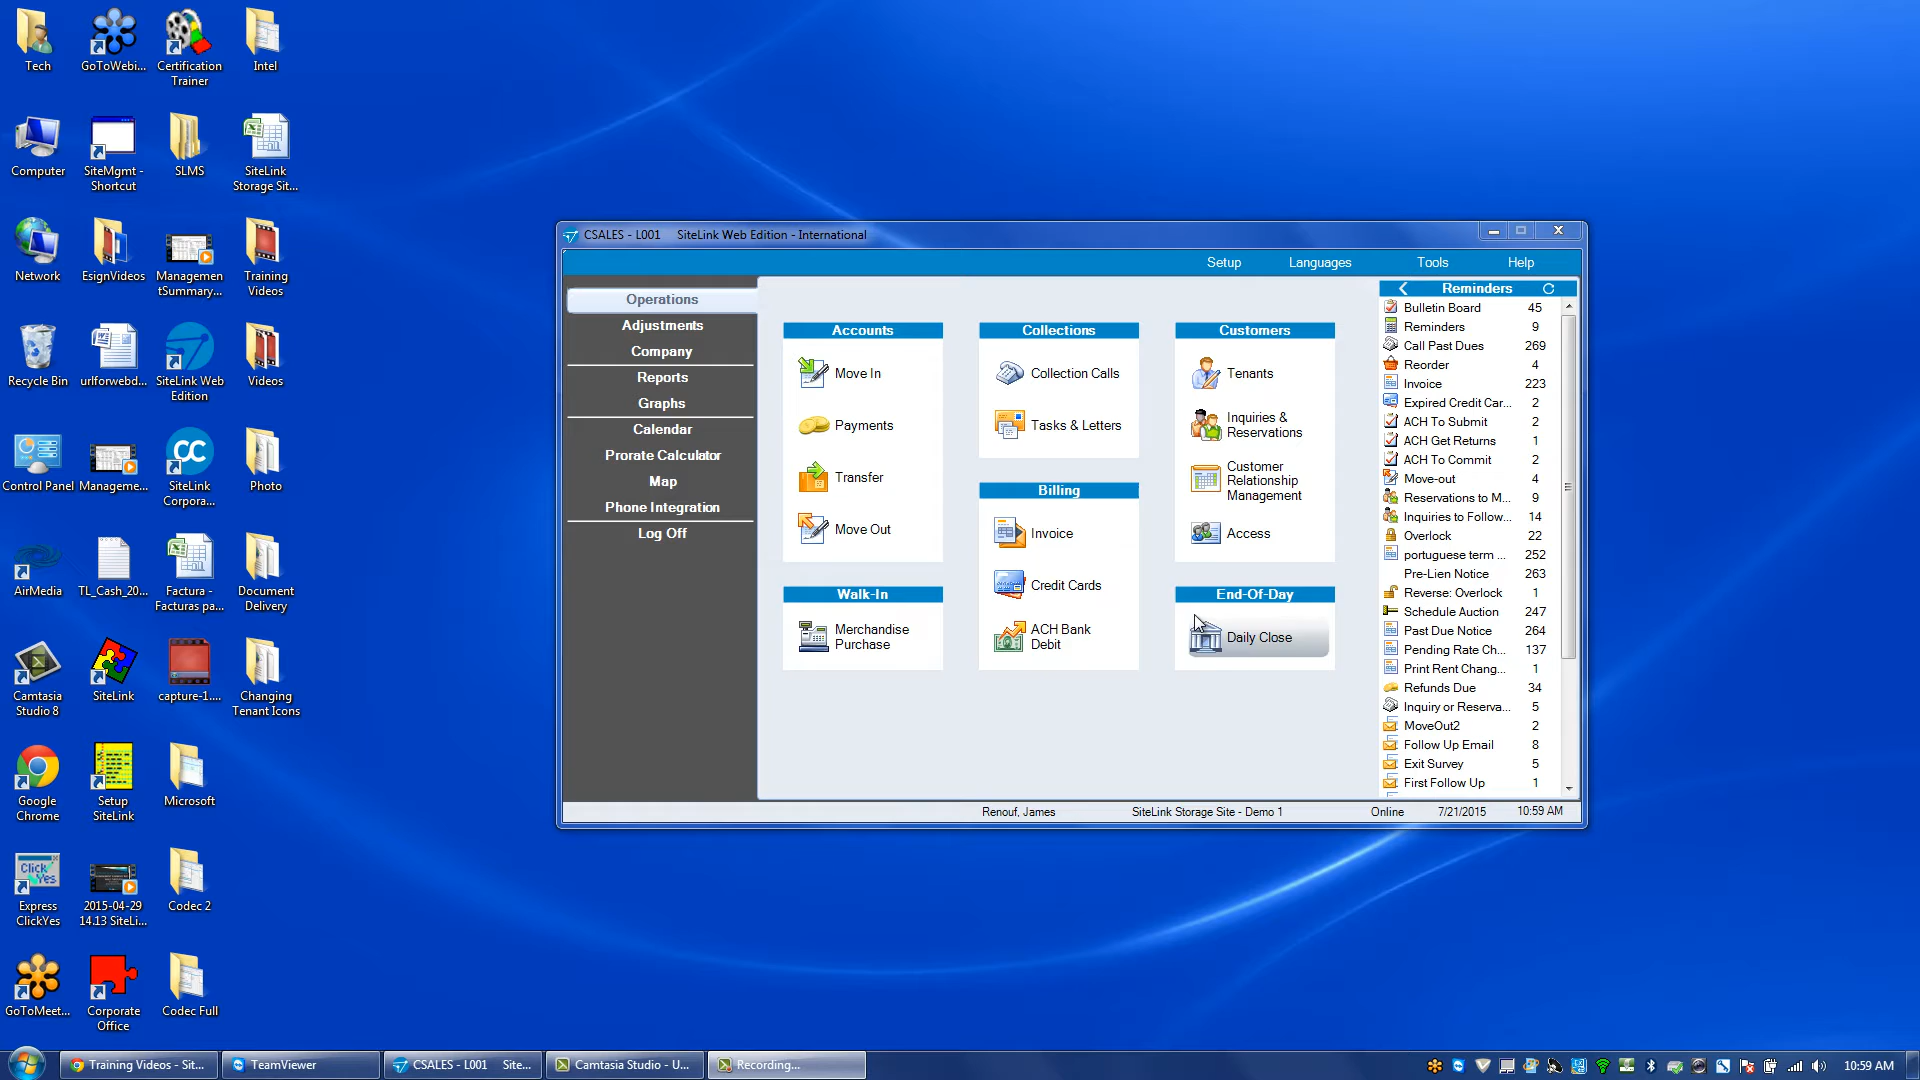 Tech
GoToWebi...
Certification
Trainer
Intel
Computer
SiteMgmt -
Shortcut
SLMS
SiteLink
Storage Sit...
Network
EsignVideos
Managemen
tSummary...
Training
Videos
Recycle Bin
urlforwebd...
SiteLink Web
Edition
Videos
Control Panel
Manageme...
SiteLink
Corpora...
Photo
AirMedia
TL_Cash_20...
Factura -
Facturas pa...
Document
Delivery
Camtasia
Studio 8
SiteLink
capture-1....
Changing
Tenant Icons
Google
Chrome
Setup
SiteLink
Microsoft
Express
ClickYes
2015-04-29
14.13 SiteLi...
Codec 2
GoToMeet...
Corporate
Office
Codec Full
CSALES - L001 SiteLink Web Edition - International
Setup Languages Tools Help
Operations
Adjustments
Company
Reports
Graphs
Calendar
Prorate Calculator
Map
Phone Integration
Log Off
Accounts
Move In
Payments
Transfer
Move Out
Walk-In
Merchandise
Purchase
Collections
Collection Calls
Tasks & Letters
Billing
Invoice
Credit Cards
ACH Bank
Debit
Customers
Tenants
Inquiries &
Reservations
Customer
Relationship
Management
Access
End-Of-Day
Daily Close
Reminders
Bulletin Board 45
Reminders 9
Call Past Dues 269
Reorder 4
Invoice 223
Expired Credit Car... 2
ACH To Submit 2
ACH Get Returns 1
ACH To Commit 2
Move-out 4
Reservations to M... 9
Inquiries to Follow... 14
Overlock 22
portuguese term ... 252
Pre-Lien Notice 263
Reverse: Overlock 1
Schedule Auction 247
Past Due Notice 264
Pending Rate Ch... 137
Print Rent Chang... 1
Refunds Due 34
Inquiry or Reserva... 5
MoveOut2 2
Follow Up Email 8
Exit Survey 5
First Follow Up 1
Renouf, James SiteLink Storage Site - Demo 1 Online 7/21/2015 10:59 AM
Training Videos - Sit...
TeamViewer
CSALES - L001 Site...
Camtasia Studio - U...
Recording...
10:59 AM